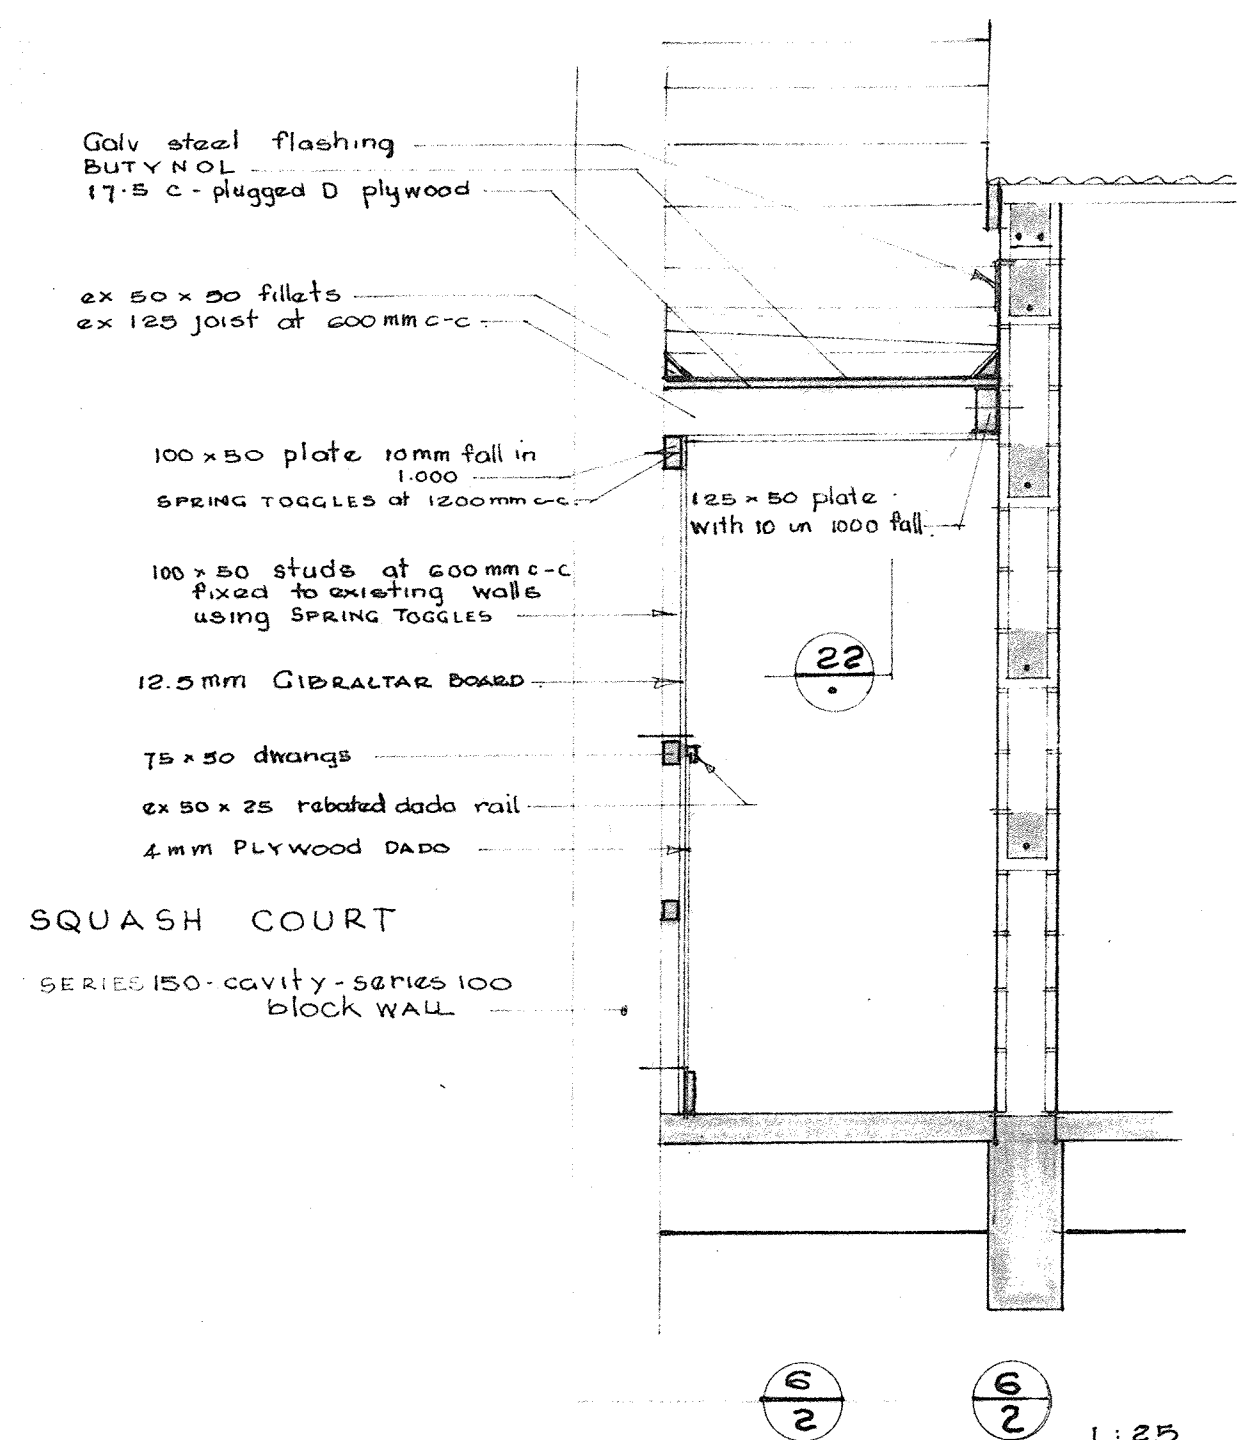 Galv steel flashing
BUTYNOL
17.5 C-plugged D plywood
ex 50 x 50 fillets
ex 125 joist at 600mm c-c
100 x 50 plate 10mm fall in
1.000
SPRING TOGGLES at 1200mm c-c.
125 x 50 plate
with 10 in 1000 fall.
100 x 50 studs at 600mm c-c
fixed to existing walls
using SPRING TOGGLES
22
12.5mm GIBRALTAR BOARD
75 x 50 dwangs
ex 50 x 25 rebated dado rail
4mm PLYWOOD DADO
SQUASH COURT
SERIES 150-cavity-series 100
block WALL
6
2
6
2
1:25